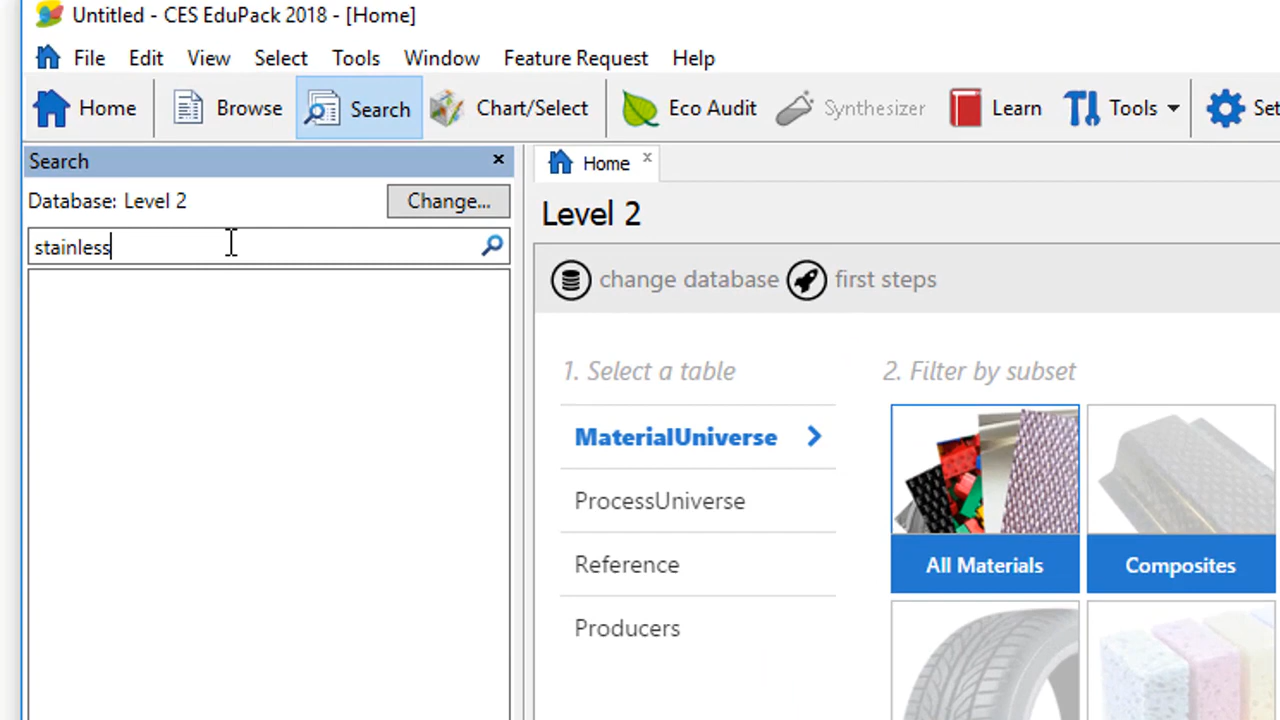 Untitled - CES EduPack 2018 - [Home]
File Edit View Select Tools Window Feature Request Help
Home Browse Search Chart/Select Eco Audit Synthesizer Learn Tools Set
Search × Home ×
Database: Level 2 Change...
Level 2
stainless
change database first steps
1. Select a table 2. Filter by subset
MaterialUniverse
ProcessUniverse
All Materials Composites
Reference
Producers